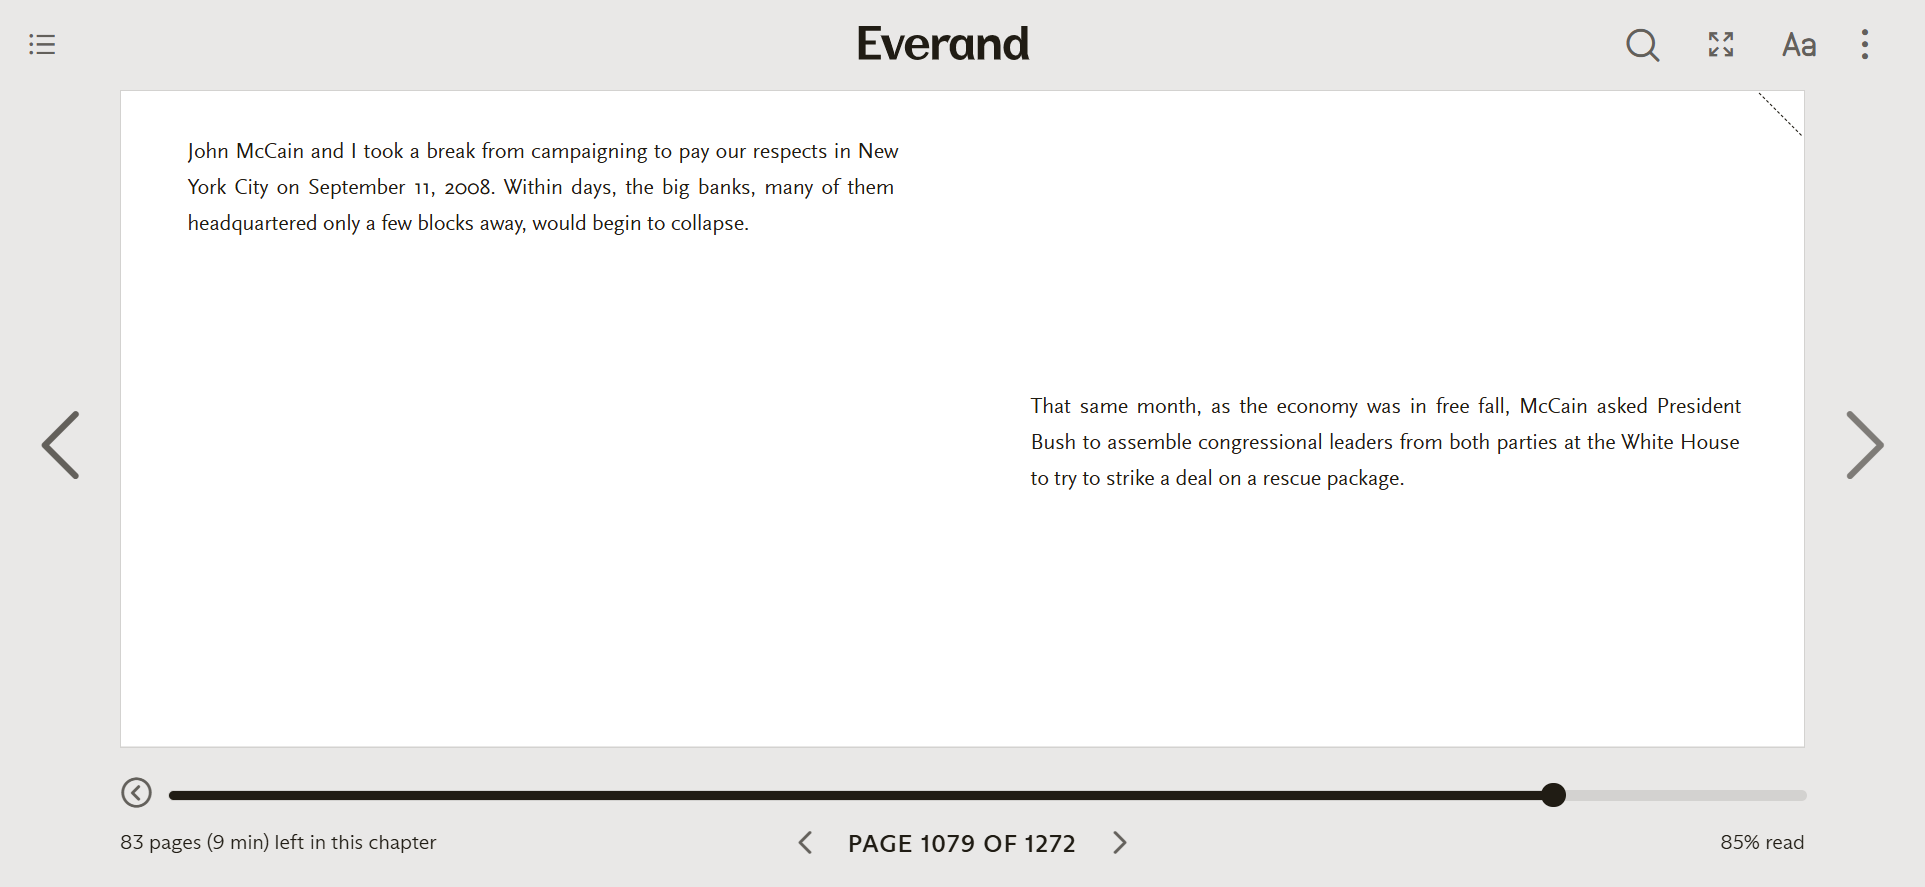 Everand
Aa
John McCain and I took a break from campaigning to pay our respects in New
York City on September 11, 2008. Within days, the big banks, many of them
headquartered only a few blocks away, would begin to collapse.
That same month, as the economy was in free fall, McCain asked President
Bush to assemble congressional leaders from both parties at the White House
to try to strike a deal on a rescue package.
83 pages (9 min) left in this chapter
PAGE 1079 OF 1272
85% read